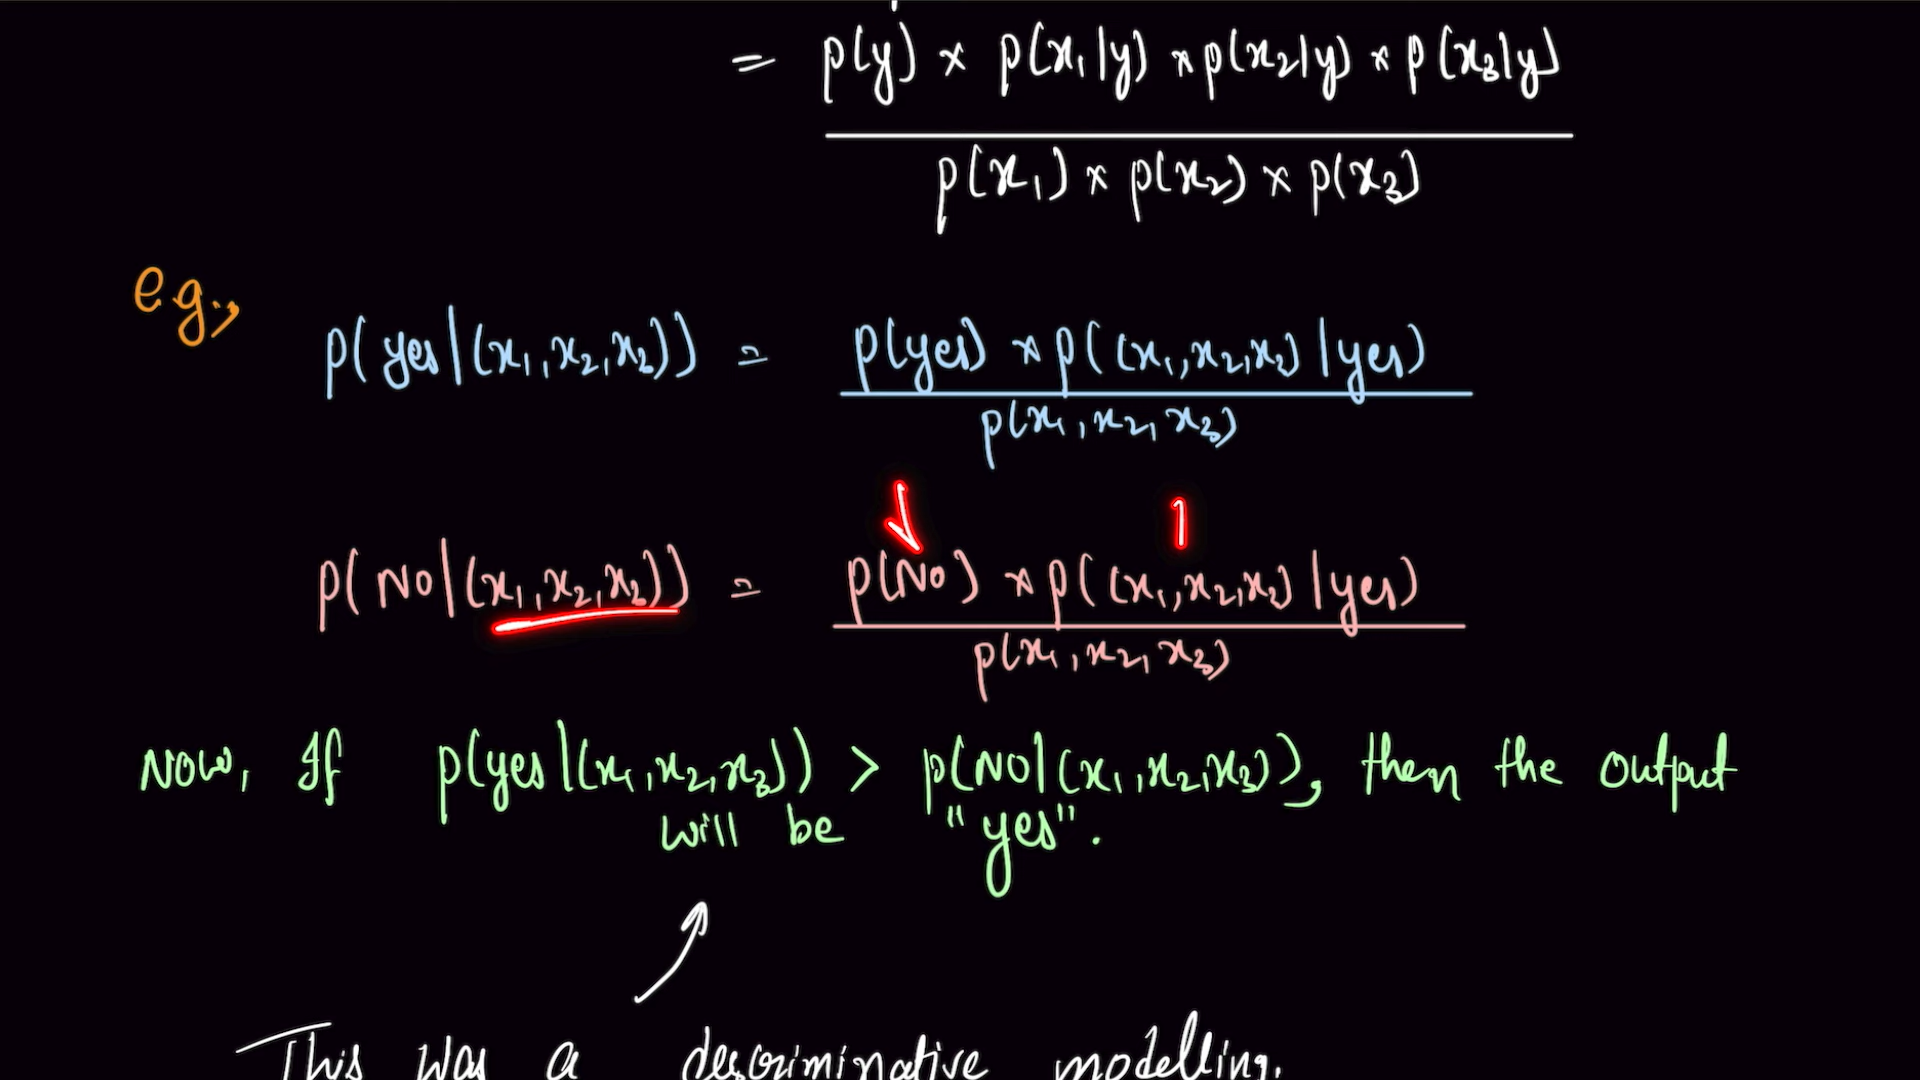 = p(y) × p(x₁|y) × p(x₂|y) × p(x₃|y)
p(x₁) × p(x₂) × p(x₃)
e.g.,
p(yes|(x₁,x₂,x₃)) = p(yes) × p((x₁,x₂,x₃)|yes)
p(x₁,x₂,x₃)
p(NO|(x₁,x₂,x₃)) = p(NO) × p((x₁,x₂,x₃)|yes)
p(x₁,x₂,x₃)
NOW, If p(yes|(x₁,x₂,x₃)) > p(NO|(x₁,x₂,x₃)), then the output
will be "yes".
This was a descriminative modelling.